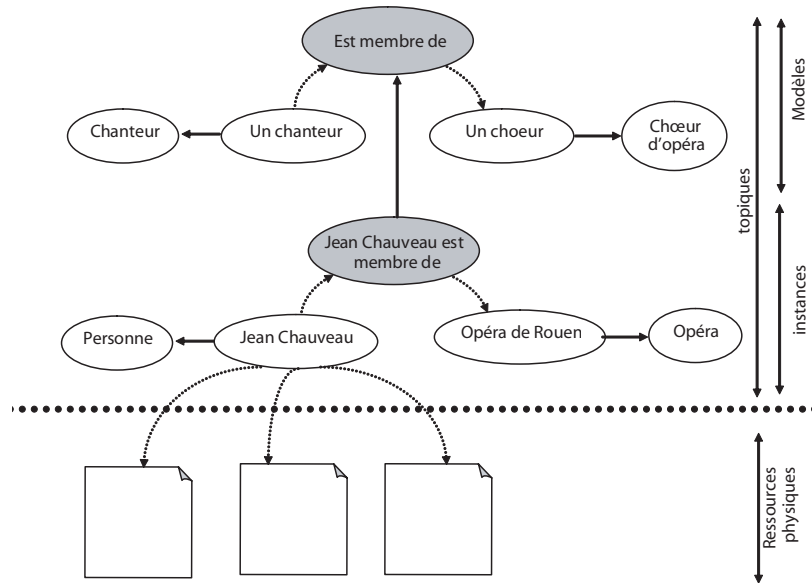 Est membre de
Chanteur
Un chanteur
Un choeur
Chœur
d'opéra
Modèles
topiques
Jean Chauveau est
membre de
instances
Personne
Jean Chauveau
Opéra de Rouen
Opéra
Ressources
physiques